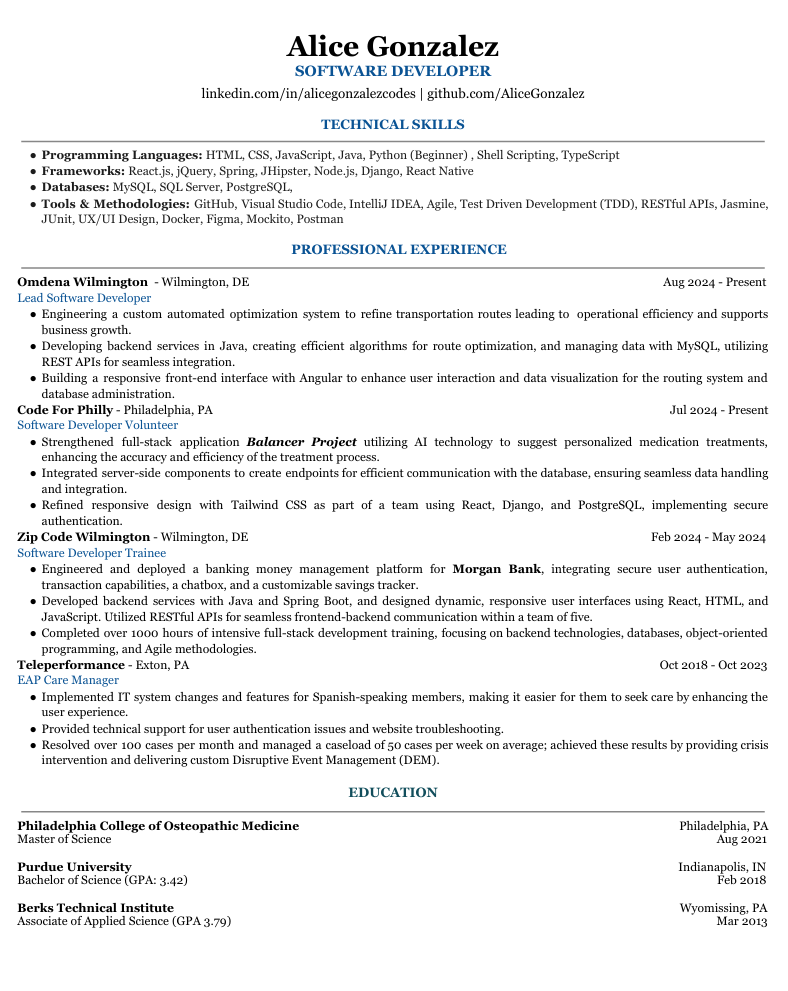 Alice Gonzalez
SOFTWARE DEVELOPER
linkedin.com/in/alicegonzalezcodes | github.com/AliceGonzalez
TECHNICAL SKILLS
● Programming Languages: HTML, CSS, JavaScript, Java, Python (Beginner) , Shell Scripting, TypeScript
● Frameworks: React.js, jQuery, Spring, JHipster, Node.js, Django, React Native
● Databases: MySQL, SQL Server, PostgreSQL,
● Tools & Methodologies: GitHub, Visual Studio Code, IntelliJ IDEA, Agile, Test Driven Development (TDD), RESTful APIs, Jasmine,
JUnit, UX/UI Design, Docker, Figma, Mockito, Postman
PROFESSIONAL EXPERIENCE
Omdena Wilmington - Wilmington, DE Aug 2024 - Present
Lead Software Developer
● Engineering a custom automated optimization system to refine transportation routes leading to operational efficiency and supports
business growth.
● Developing backend services in Java, creating efficient algorithms for route optimization, and managing data with MySQL, utilizing
REST APIs for seamless integration.
● Building a responsive front-end interface with Angular to enhance user interaction and data visualization for the routing system and
database administration.
Code For Philly - Philadelphia, PA Jul 2024 - Present
Software Developer Volunteer
● Strengthened full-stack application Balancer Project utilizing AI technology to suggest personalized medication treatments,
enhancing the accuracy and efficiency of the treatment process.
● Integrated server-side components to create endpoints for efficient communication with the database, ensuring seamless data handling
and integration.
● Refined responsive design with Tailwind CSS as part of a team using React, Django, and PostgreSQL, implementing secure
authentication.
Zip Code Wilmington - Wilmington, DE Feb 2024 - May 2024
Software Developer Trainee
● Engineered and deployed a banking money management platform for Morgan Bank, integrating secure user authentication,
transaction capabilities, a chatbox, and a customizable savings tracker.
● Developed backend services with Java and Spring Boot, and designed dynamic, responsive user interfaces using React, HTML, and
JavaScript. Utilized RESTful APIs for seamless frontend-backend communication within a team of five.
● Completed over 1000 hours of intensive full-stack development training, focusing on backend technologies, databases, object-oriented
programming, and Agile methodologies.
Teleperformance - Exton, PA Oct 2018 - Oct 2023
EAP Care Manager
● Implemented IT system changes and features for Spanish-speaking members, making it easier for them to seek care by enhancing the
user experience.
● Provided technical support for user authentication issues and website troubleshooting.
● Resolved over 100 cases per month and managed a caseload of 50 cases per week on average; achieved these results by providing crisis
intervention and delivering custom Disruptive Event Management (DEM).
EDUCATION
Philadelphia College of Osteopathic Medicine Philadelphia, PA
Master of Science Aug 2021
Purdue University Indianapolis, IN
Bachelor of Science (GPA: 3.42) Feb 2018
Berks Technical Institute Wyomissing, PA
Associate of Applied Science (GPA 3.79) Mar 2013